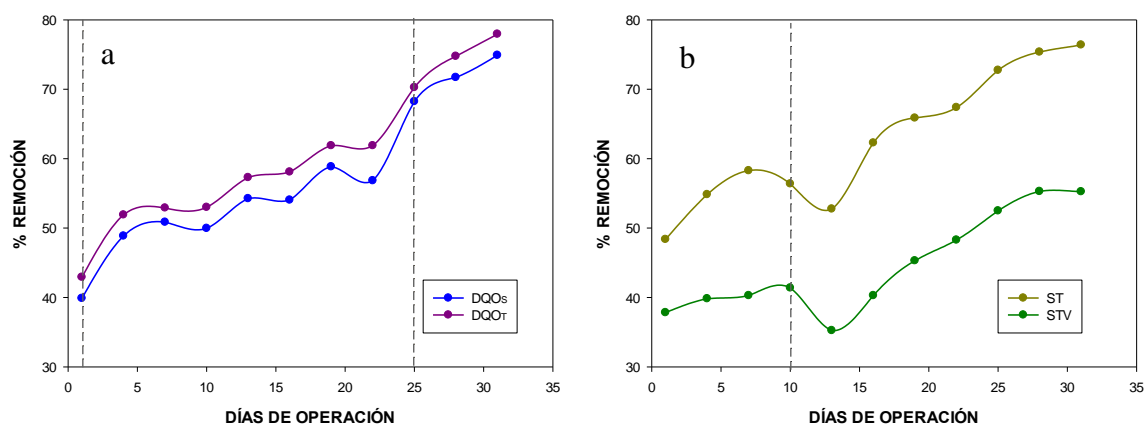 a
% REMOCIÓN
80
70
60
50
40
30
0 5 10 15 20 25 30 35
DÍAS DE OPERACIÓN
DQOS
DQOT
b
% REMOCIÓN
80
70
60
50
40
30
0 5 10 15 20 25 30 35
DÍAS DE OPERACIÓN
ST
STV